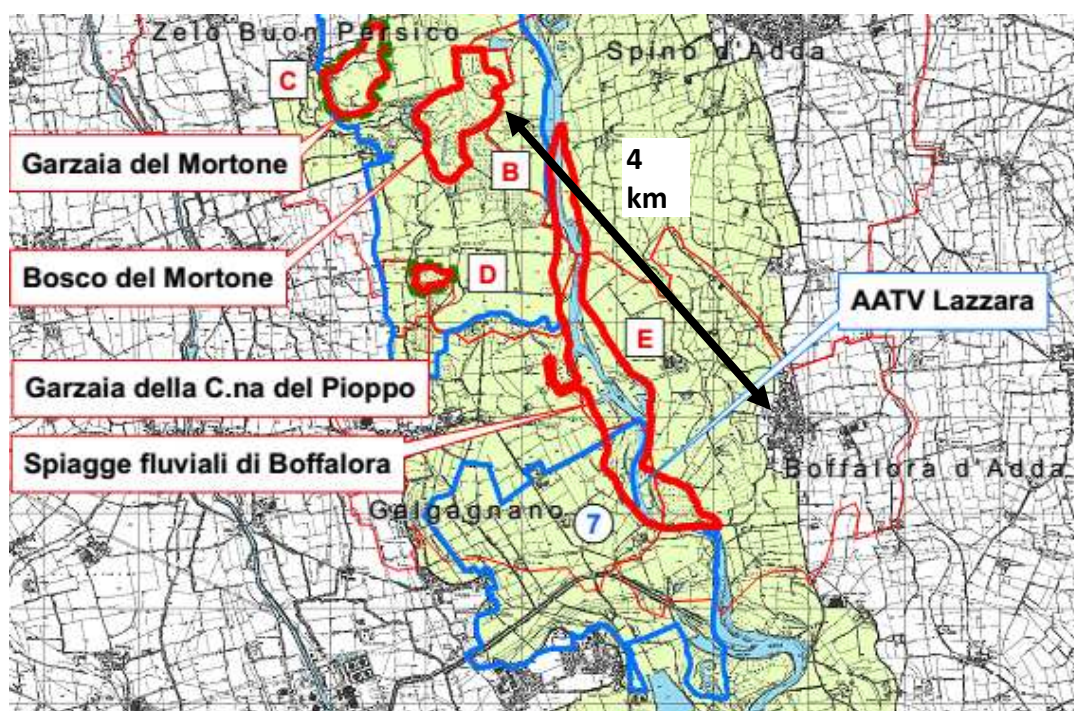 Zelo Buon Persico
Spino d'Adda
C
Garzaia del Mortone
4
km
B
Bosco del Mortone
D
AATV Lazzara
E
Garzaia della C.na del Pioppo
Spiagge fluviali di Boffalora
Boffalora d'Adda
Galgagnano
7